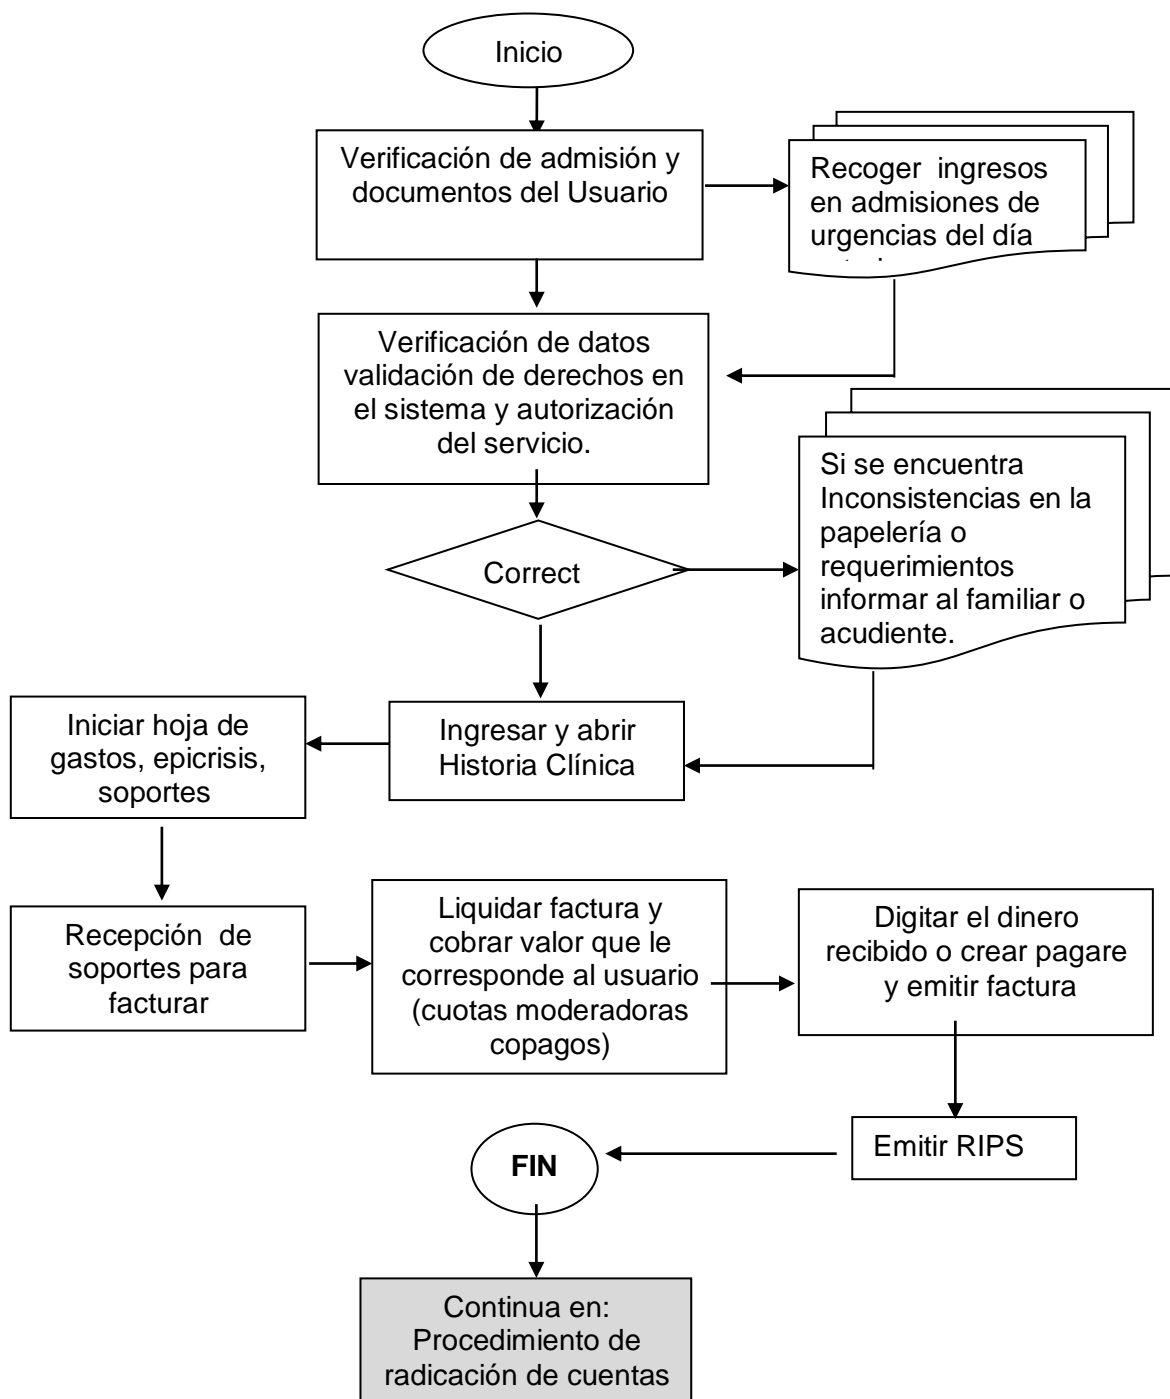 Inicio
Verificación de admisión y
documentos del Usuario
Recoger ingresos
en admisiones de
urgencias del día
Verificación de datos
validación de derechos en
el sistema y autorización
del servicio.
Si se encuentra
Inconsistencias en la
papelería o
requerimientos
informar al familiar o
acudiente.
Correct
Ingresar y abrir
Historia Clínica
Iniciar hoja de
gastos, epicrisis,
soportes
Recepción de
soportes para
facturar
Liquidar factura y
cobrar valor que le
corresponde al usuario
(cuotas moderadoras
copagos)
Digitar el dinero
recibido o crear pagare
y emitir factura
Emitir RIPS
FIN
Continua en:
Procedimiento de
radicación de cuentas